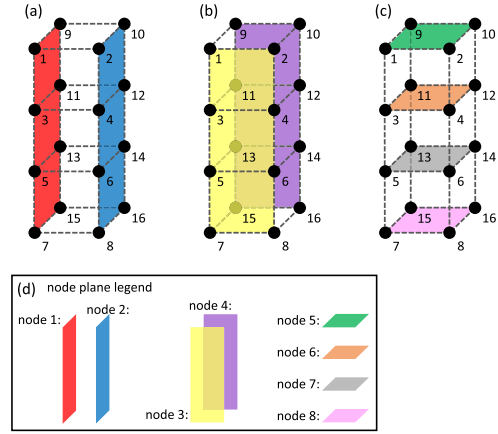 (a) (b) (c)
9 10 9 10 9 10
1 2 1 2 1 2
11 12 11 12 11 12
3 4 3 4 3 4
13 14 13 14 13 14
5 6 5 6 5 6
15 16 15 16 15 16
7 8 7 8 7 8
(d) node plane legend
node 1: node 2: node 4: node 5:
node 6:
node 7:
node 3: node 8: